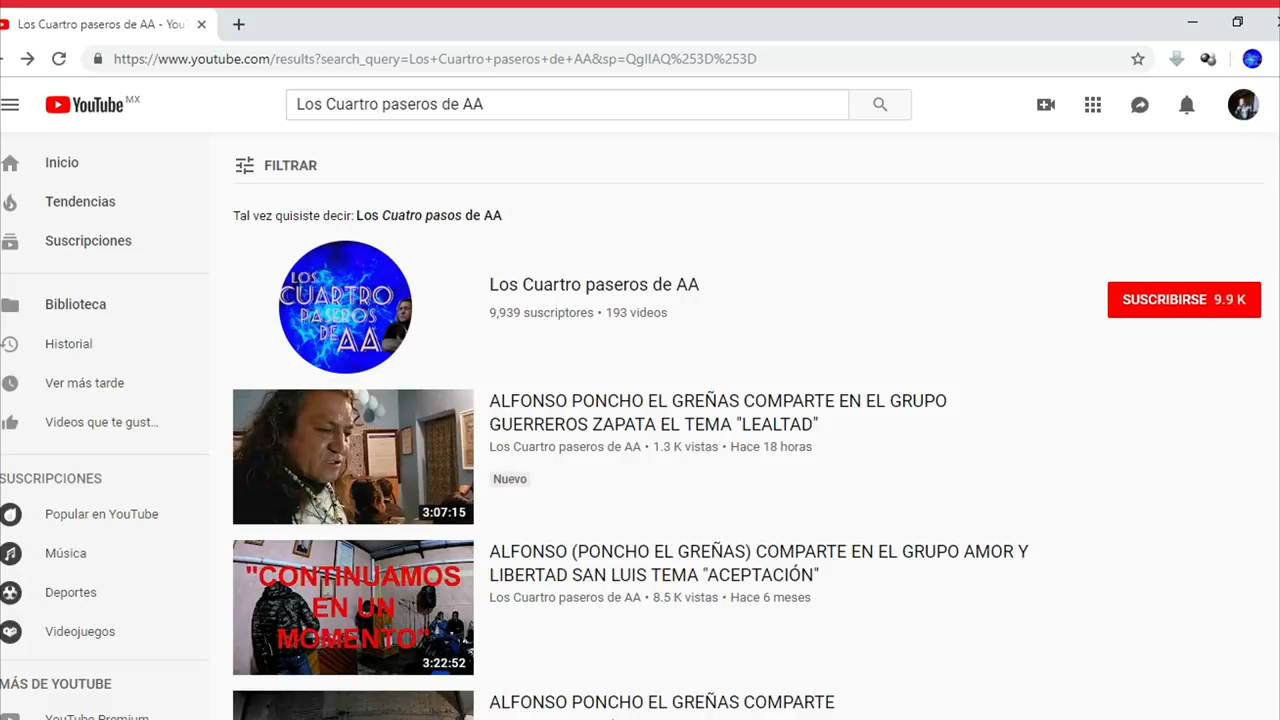 Los Cuartro paseros de AA - You
https://www.youtube.com/results?search_query=Los+Cuartro+paseros+de+AA&sp=QgIIAQ%253D%253D
YouTube MX
Los Cuartro paseros de AA
Inicio
Tendencias
Suscripciones
Biblioteca
Historial
Ver más tarde
Videos que te gust...
SUSCRIPCIONES
Popular en YouTube
Música
Deportes
Videojuegos
MÁS DE YOUTUBE
YouTube Premium
FILTRAR
Tal vez quisiste decir: Los Cuatro pasos de AA
LOS
CUARTRO
PASEROS
DE AA
Los Cuartro paseros de AA
9,939 suscriptores • 193 videos
SUSCRIBIRSE 9.9 K
3:07:15
ALFONSO PONCHO EL GREÑAS COMPARTE EN EL GRUPO
GUERREROS ZAPATA EL TEMA "LEALTAD"
Los Cuartro paseros de AA • 1.3 K vistas • Hace 18 horas
Nuevo
"CONTINUAMOS
EN UN
MOMENTO"
3:22:52
ALFONSO (PONCHO EL GREÑAS) COMPARTE EN EL GRUPO AMOR Y
LIBERTAD SAN LUIS TEMA "ACEPTACIÓN"
Los Cuartro paseros de AA • 8.5 K vistas • Hace 6 meses
ALFONSO PONCHO EL GREÑAS COMPARTE